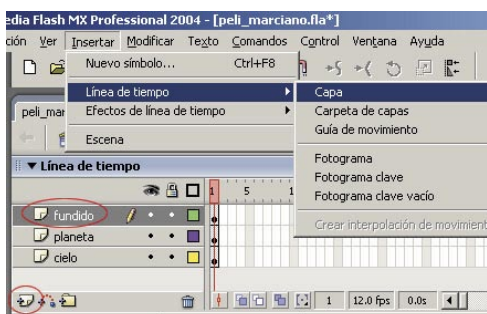 edia Flash MX Professional 2004 - [peli_marciano.fla*]
ción Ver Insertar Modificar Texto Comandos Control Ventana Ayuda
Nuevo símbolo... Ctrl+F8
Línea de tiempo Capa
peli_mar Efectos de línea de tiempo Carpeta de capas
Guía de movimiento
Escena
Fotograma
Línea de tiempo Fotograma clave
Fotograma clave vacío
1 5 1
Crear interpolación de movimient
fundido
planeta
cielo
1 12.0 fps 0.0s